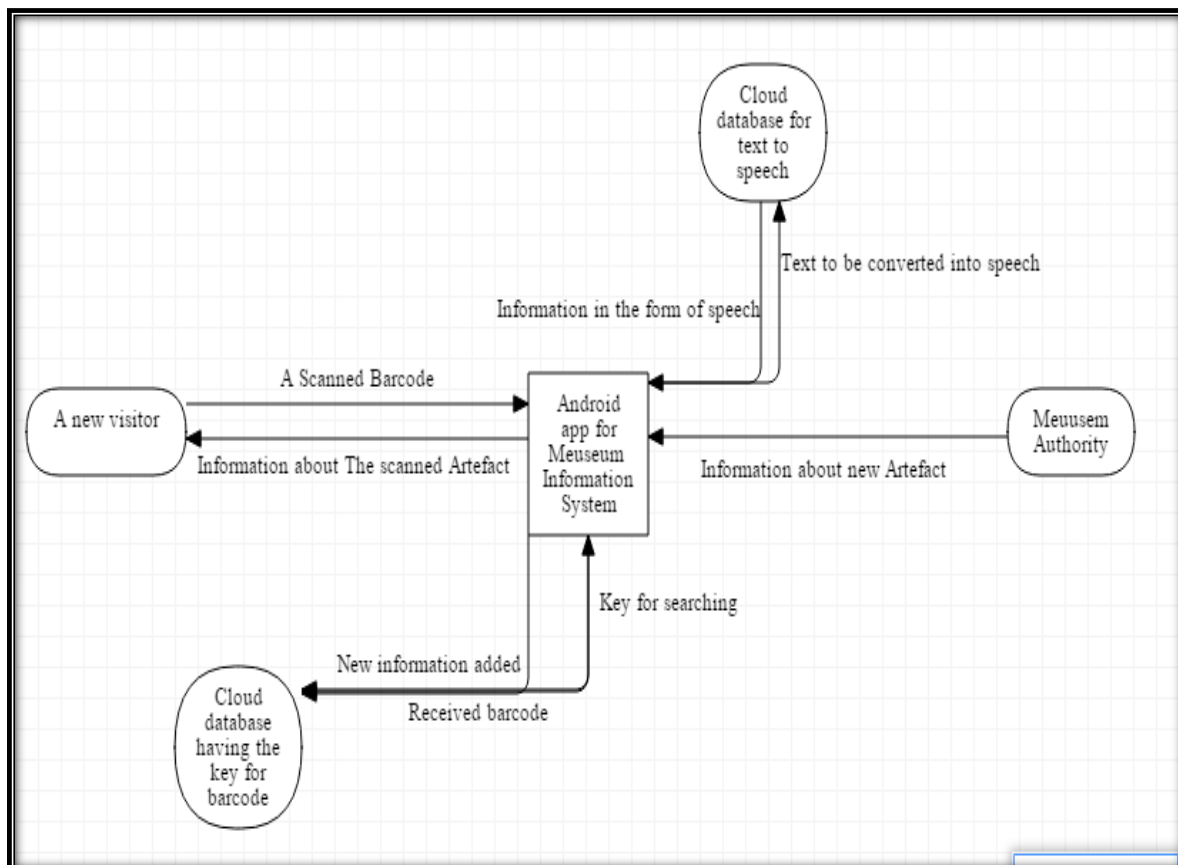 Cloud
database for
text to
speech
Text to be converted into speech
Information in the form of speech
A Scanned Barcode
A new visitor
Information about The scanned Artefact
Android
app for
Meuseum
Information
System
Meuusem
Authority
Information about new Artefact
Key for searching
New information added
Received barcode
Cloud
database
having the
key for
barcode